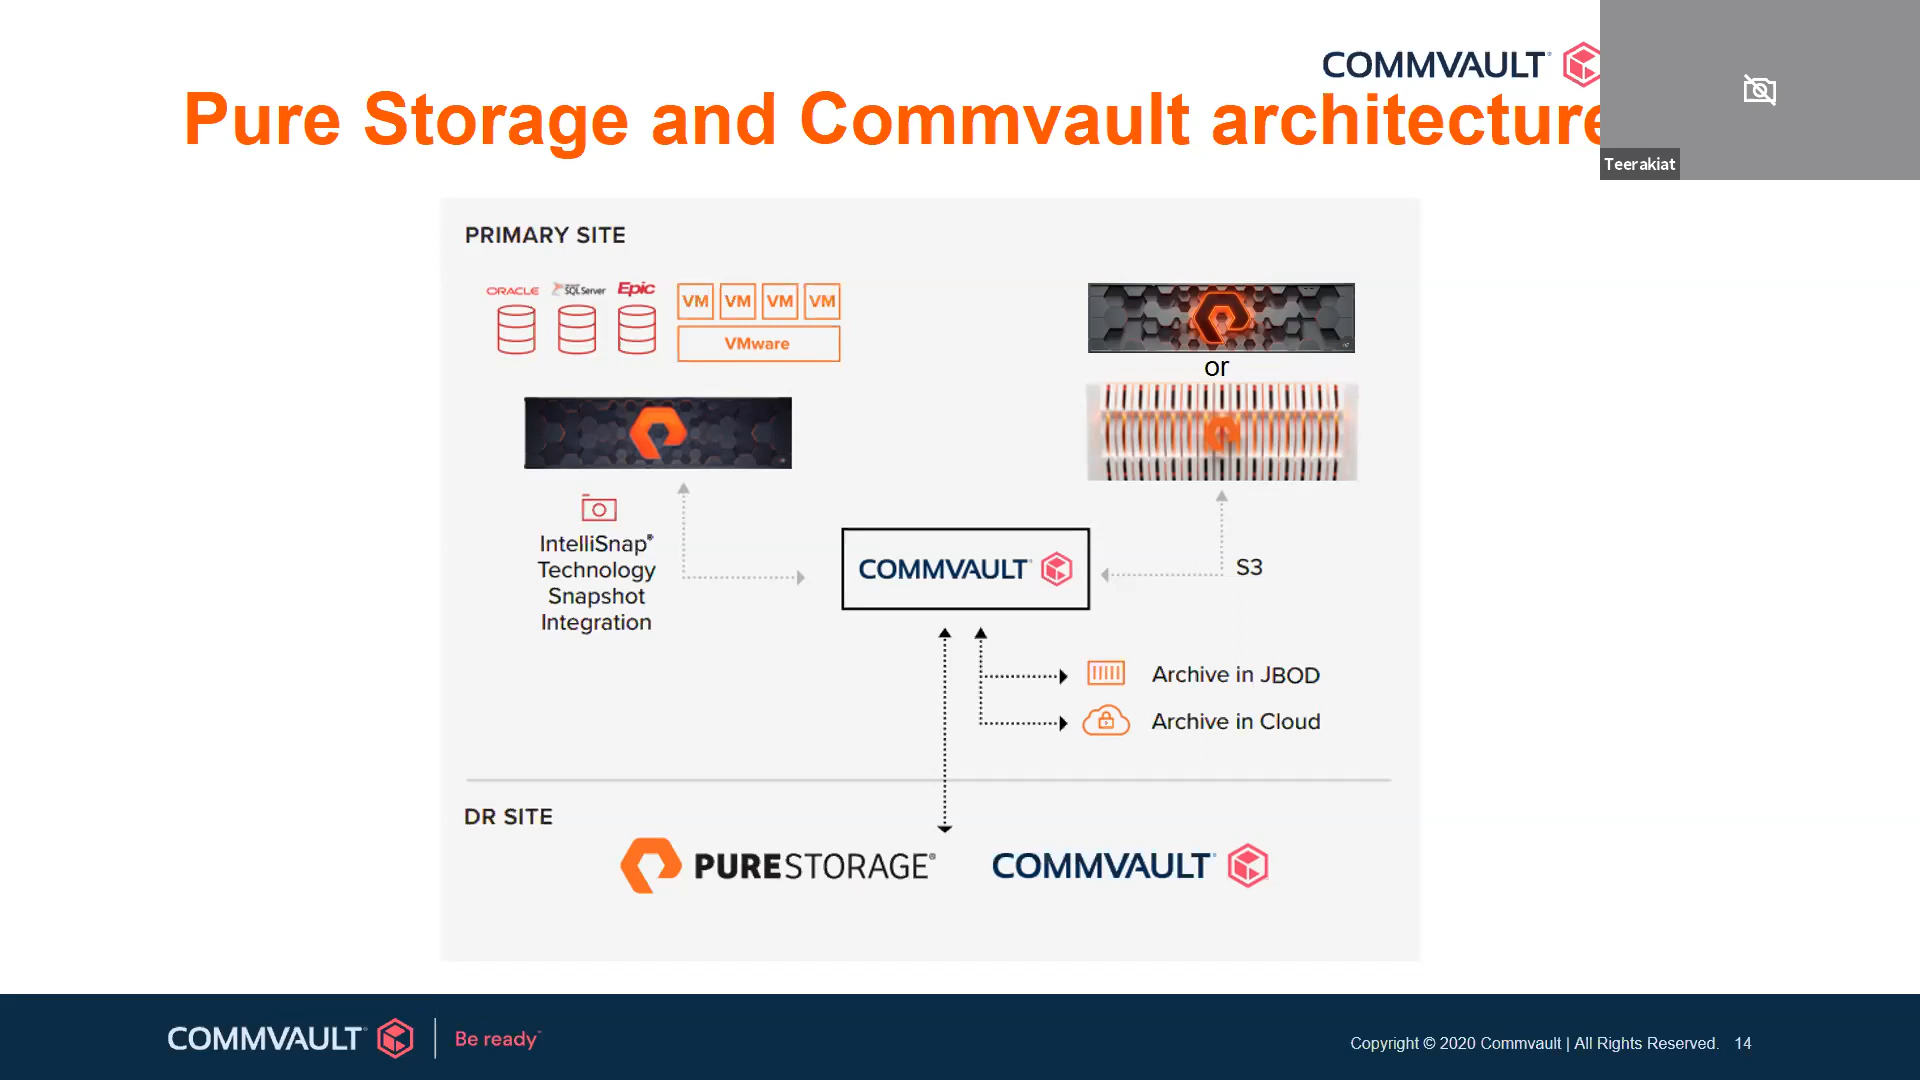 COMMVAULT
Pure Storage and Commvault architecture
Teerakiat
PRIMARY SITE
ORACLE SQL Server Epic
VM VM VM VM
VMware
or
IntelliSnap®
Technology
Snapshot
Integration
COMMVAULT
S3
Archive in JBOD
Archive in Cloud
DR SITE
PURESTORAGE®
COMMVAULT
COMMVAULT Be ready™
Copyright © 2020 Commvault | All Rights Reserved. 14